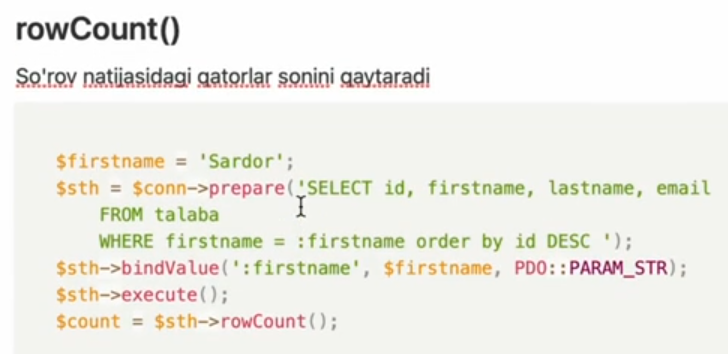 rowCount()
So'rov natijasidagi qatorlar sonini qaytaradi
$firstname = 'Sardor';
$sth = $conn->prepare('SELECT id, firstname, lastname, email
FROM talaba
WHERE firstname = :firstname order by id DESC ');
$sth->bindValue(':firstname', $firstname, PDO::PARAM_STR);
$sth->execute();
$count = $sth->rowCount();